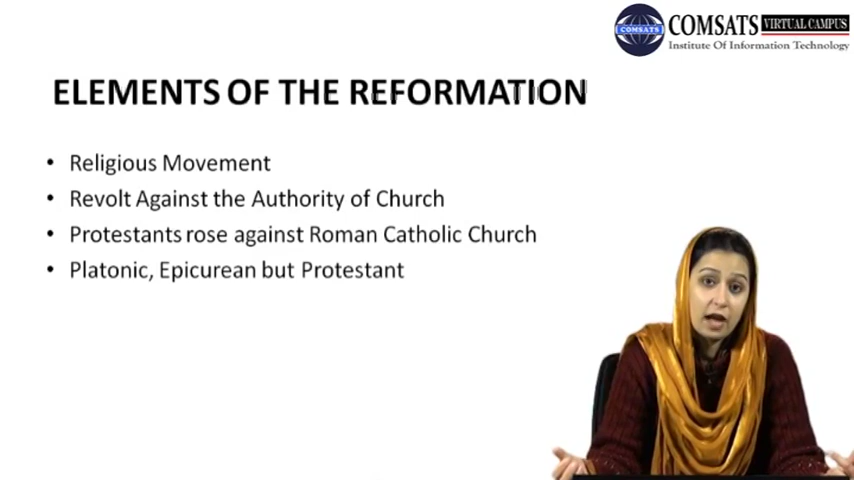 COMSATS VIRTUAL CAMPUS
COMSATS
Institute Of Information Technology
ELEMENTS OF THE REFORMATION
• Religious Movement
• Revolt Against the Authority of Church
• Protestants rose against Roman Catholic Church
• Platonic, Epicurean but Protestant